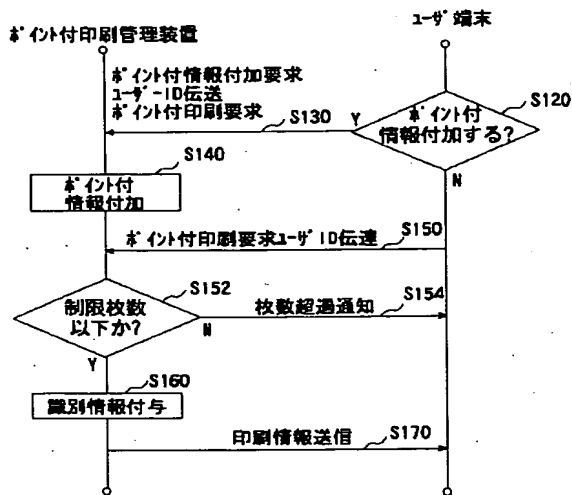 ﾎﾟｲﾝﾄ付印刷管理装置
ﾕｰｻﾞ端末
ﾎﾟｲﾝﾄ付情報付加要求
ﾕｰｻﾞｰID伝送
ﾎﾟｲﾝﾄ付印刷要求
S130
Y
ﾎﾟｲﾝﾄ付
情報付加する?
S120
N
S140
ﾎﾟｲﾝﾄ付
情報付加
S150
ﾎﾟｲﾝﾄ付印刷要求ﾕｰｻﾞID伝達
S152
制限枚数
以下か?
N
Y
S154
枚数超過通知
S160
識別情報付与
S170
印刷情報送信